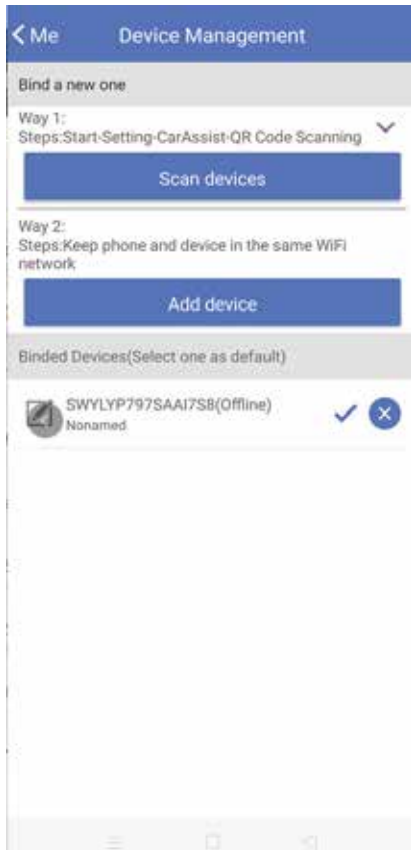 Me
Device Management
Bind a new one
Way 1:
Steps:Start-Setting-CarAssist-QR Code Scanning
Scan devices
Way 2:
Steps:Keep phone and device in the same WiFi
network
Add device
Binded Devices(Select one as default)
SWYLYP797SAAI7S8(Offline)
Nonamed